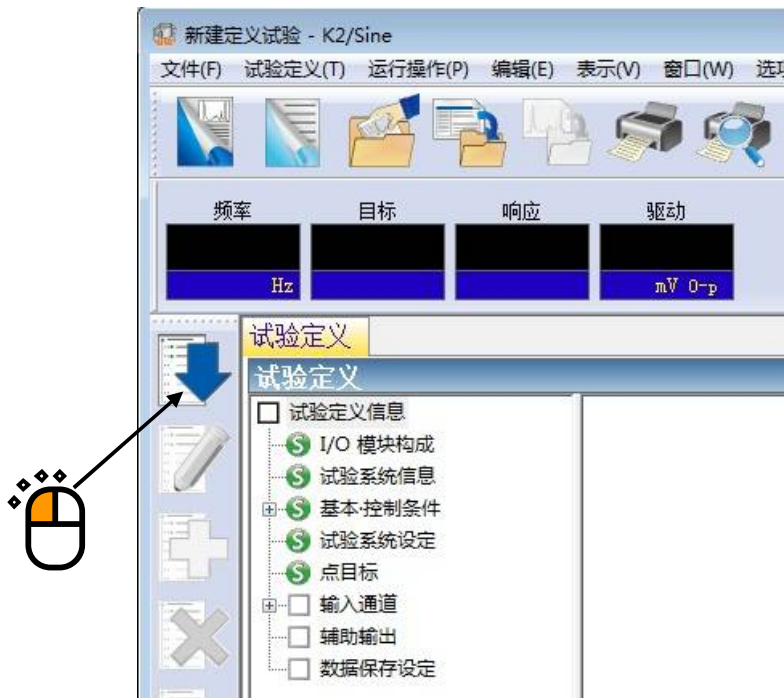 新建定义试验 - K2/Sine
文件(F) 试验定义(T) 运行操作(P) 编辑(E) 表示(V) 窗口(W) 选项
频率 目标 响应 驱动
Hz mV 0-p
试验定义
试验定义
试验定义信息
S I/O 模块构成
S 试验系统信息
S 基本·控制条件
S 试验系统设定
S 点目标
输入通道
辅助输出
数据保存设定